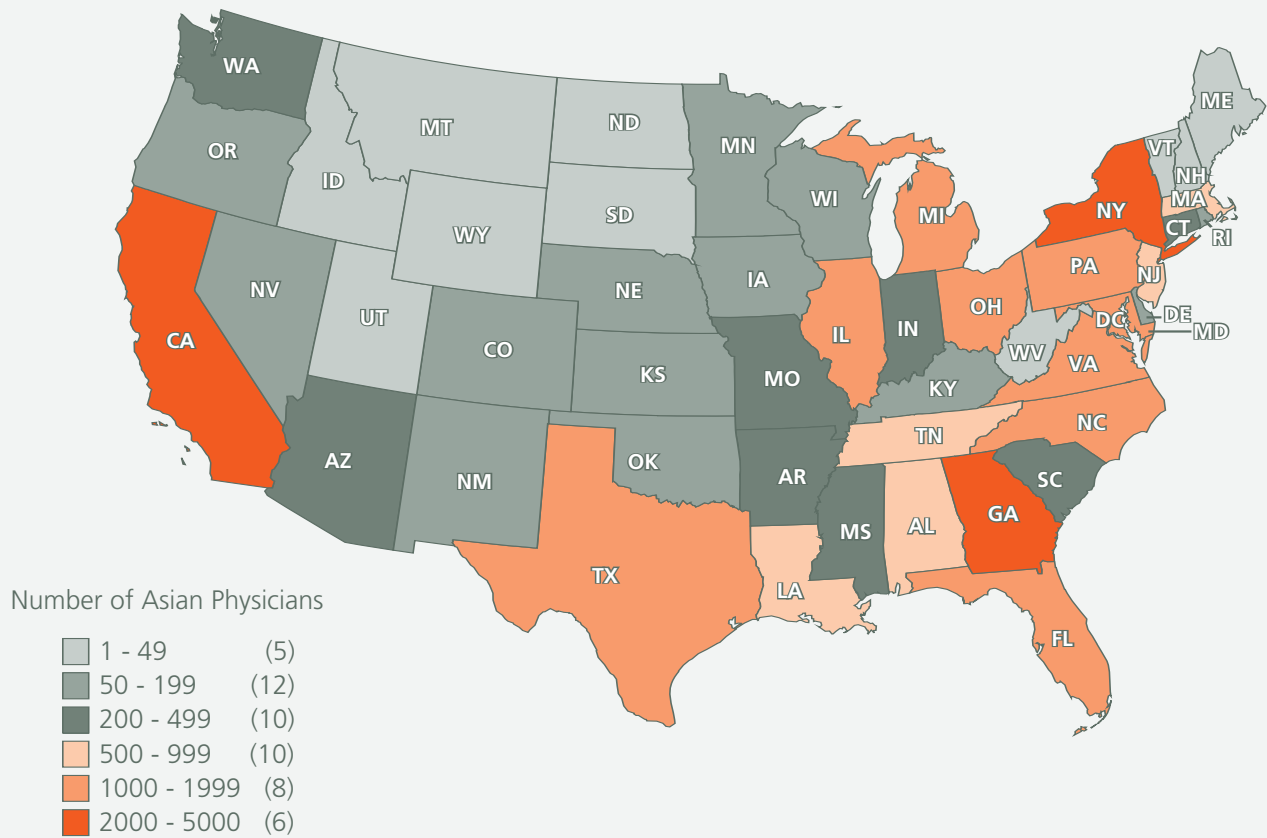 WA
OR
CA
NV
ID
MT
WY
UT
AZ
CO
NM
ND
SD
NE
KS
OK
TX
MN
IA
MO
AR
LA
WI
IL
MI
IN
OH
KY
TN
MS
AL
GA
FL
SC
NC
VA
WV
DC
MD
DE
PA
NJ
NY
CT
RI
MA
VT
NH
ME
Number of Asian Physicians
1 - 49 (5)
50 - 199 (12)
200 - 499 (10)
500 - 999 (10)
1000 - 1999 (8)
2000 - 5000 (6)